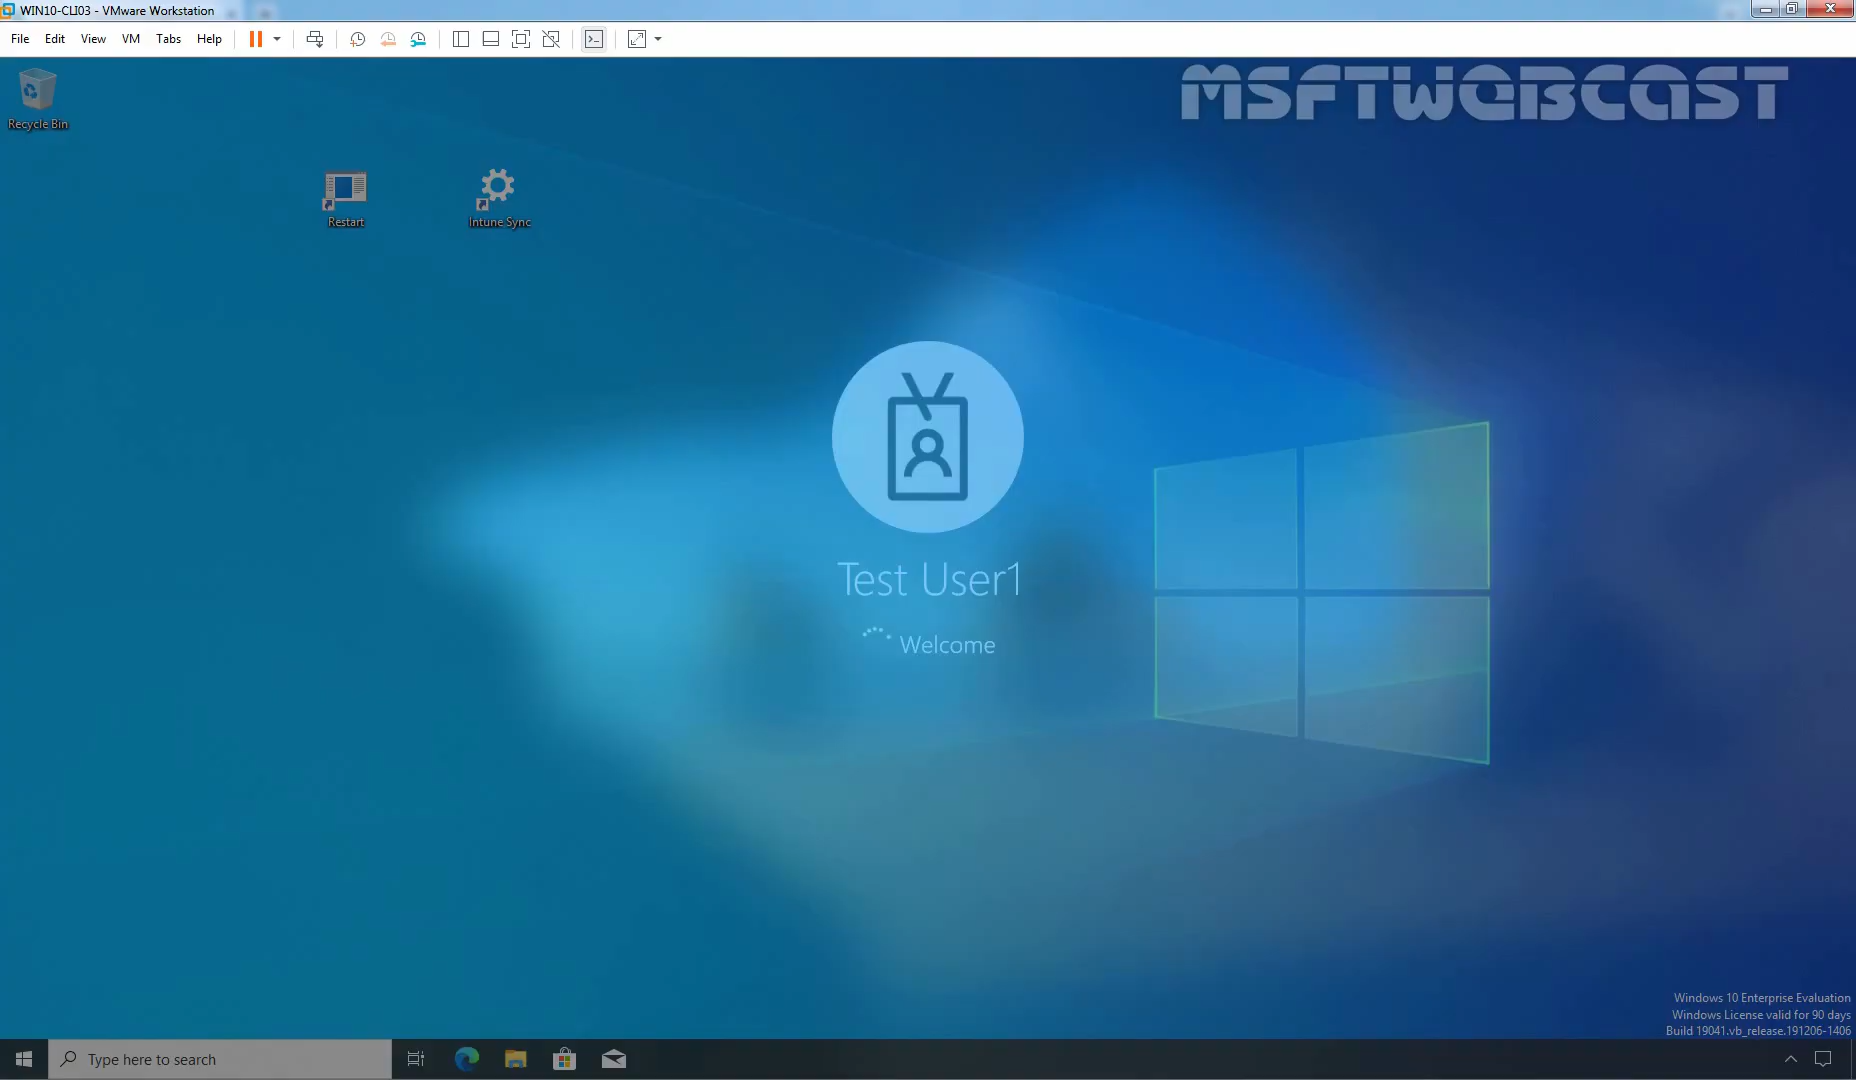 WIN10-CLI03 - VMware Workstation
File Edit View VM Tabs Help
MSFTWEBCAST
Recycle Bin
Restart
Intune Sync
Test User1
Welcome
Windows 10 Enterprise Evaluation
Windows License valid for 90 days
Build 19041.vb_release.191206-1406
Type here to search